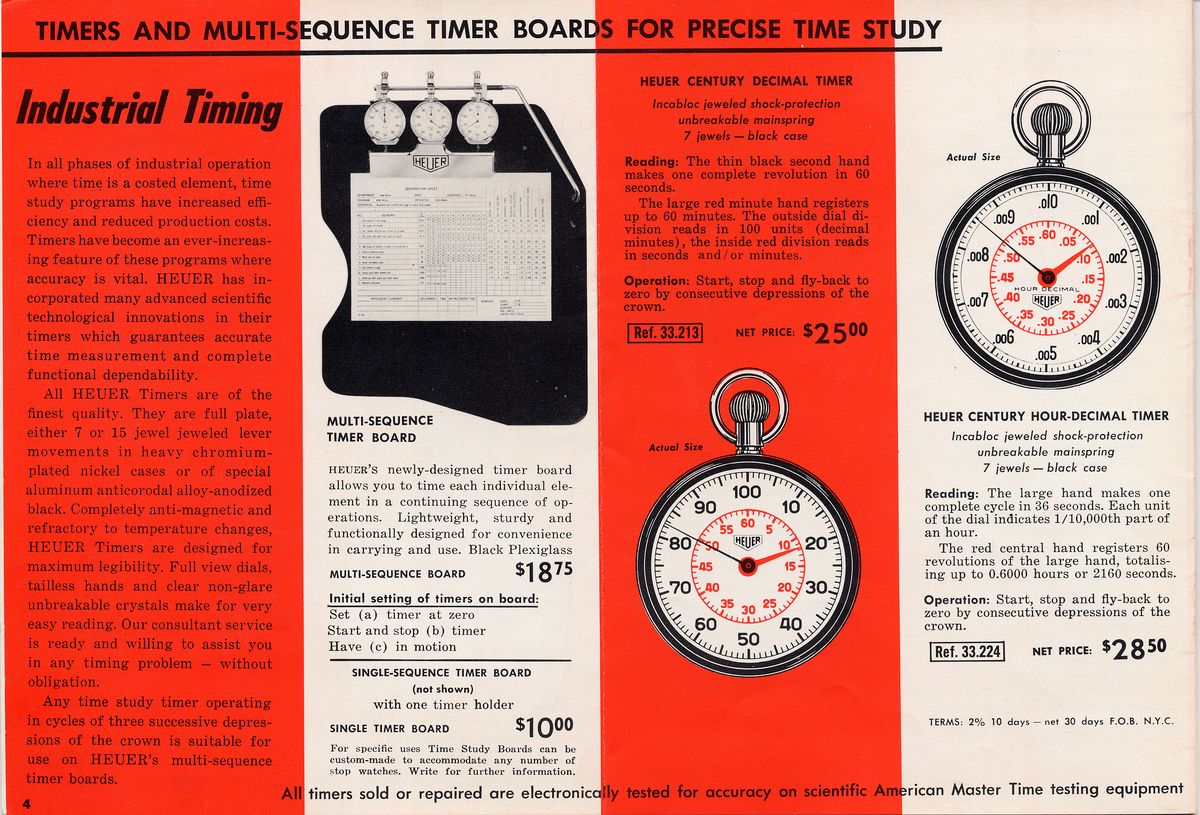 TIMERS AND MULTI-SEQUENCE TIMER BOARDS FOR PRECISE TIME STUDY
Industrial Timing
In all phases of industrial operation
where time is a costed element, time
study programs have increased effi-
ciency and reduced production costs.
Timers have become an ever-increas-
ing feature of these programs where
accuracy is vital. HEUER has in-
corporated many advanced scientific
technological innovations in their
timers which guarantees accurate
time measurement and complete
functional dependability.
All HEUER Timers are of the
finest quality. They are full plate,
either 7 or 15 jewel jeweled lever
movements in heavy chromium-
plated nickel cases or of special
aluminum anticorodal alloy-anodized
black. Completely anti-magnetic and
refractory to temperature changes,
HEUER Timers are designed for
maximum legibility. Full view dials,
tailless hands and clear non-glare
unbreakable crystals make for very
easy reading. Our consultant service
is ready and willing to assist you
in any timing problem — without
obligation.
Any time study timer operating
in cycles of three successive depres-
sions of the crown is suitable for
use on HEUER's multi-sequence
timer boards.
4
HEUER
OBSERVATION SHEET
MULTI-SEQUENCE
TIMER BOARD
HEUER'S newly-designed timer board
allows you to time each individual ele-
ment in a continuing sequence of op-
erations. Lightweight, sturdy and
functionally designed for convenience
in carrying and use. Black Plexiglass
MULTI-SEQUENCE BOARD $18.75
Initial setting of timers on board:
Set (a) timer at zero
Start and stop (b) timer
Have (c) in motion
SINGLE-SEQUENCE TIMER BOARD
(not shown)
with one timer holder
SINGLE TIMER BOARD $10.00
For specific uses Time Study Boards can be
custom-made to accommodate any number of
stop watches. Write for further information.
HEUER CENTURY DECIMAL TIMER
Incabloc jeweled shock-protection
unbreakable mainspring
7 jewels — black case
Reading: The thin black second hand
makes one complete revolution in 60
seconds.
The large red minute hand registers
up to 60 minutes. The outside dial di-
vision reads in 100 units (decimal
minutes), the inside red division reads
in seconds and/or minutes.
Operation: Start, stop and fly-back to
zero by consecutive depressions of the
crown.
Ref. 33.213 NET PRICE: $25.00
Actual Size
100 10 20 30 40 50 60 70 80 90
60 5 10 15 20 25 30 35 40 45 50 55
HEUER
Actual Size
.010 .001 .002 .003 .004 .005 .006 .007 .008 .009
.60 .05 .10 .15 .20 .25 .30 .35 .40 .45 .50 .55
HOUR DECIMAL
HEUER
HEUER CENTURY HOUR-DECIMAL TIMER
Incabloc jeweled shock-protection
unbreakable mainspring
7 jewels — black case
Reading: The large hand makes one
complete cycle in 36 seconds. Each unit
of the dial indicates 1/10,000th part of
an hour.
The red central hand registers 60
revolutions of the large hand, totalis-
ing up to 0.6000 hours or 2160 seconds.
Operation: Start, stop and fly-back to
zero by consecutive depressions of the
crown.
Ref. 33.224 NET PRICE: $28.50
TERMS: 2% 10 days — net 30 days F.O.B. N.Y.C.
All timers sold or repaired are electronically tested for accuracy on scientific American Master Time testing equipment